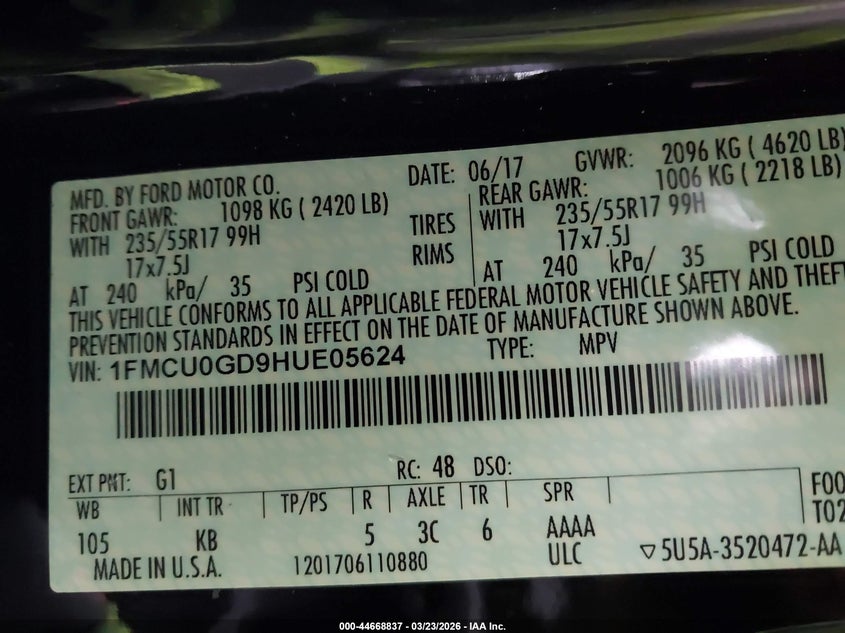 MFD. BY FORD MOTOR CO. DATE: 06/17 GVWR: 2096 KG ( 4620 LB)
FRONT GAWR: 1098 KG ( 2420 LB) REAR GAWR: 1006 KG ( 2218 LB)
WITH 235/55R17 99H TIRES WITH 235/55R17 99H
17x7.5J RIMS 17x7.5J
AT 240 kPa/ 35 PSI COLD AT 240 kPa/ 35 PSI COLD
THIS VEHICLE CONFORMS TO ALL APPLICABLE FEDERAL MOTOR VEHICLE SAFETY AND THEFT
PREVENTION STANDARDS IN EFFECT ON THE DATE OF MANUFACTURE SHOWN ABOVE.
VIN: 1FMCU0GD9HUE05624 TYPE: MPV
EXT PNT: G1 RC: 48 DSO:
WB INT TR TP/PS R AXLE TR SPR F00
105 KB 5 3C 6 AAAA T02
MADE IN U.S.A. 1201706110880 ULC ▽5U5A-3520472-AA
000-44668837 - 03/23/2026 - IAA Inc.